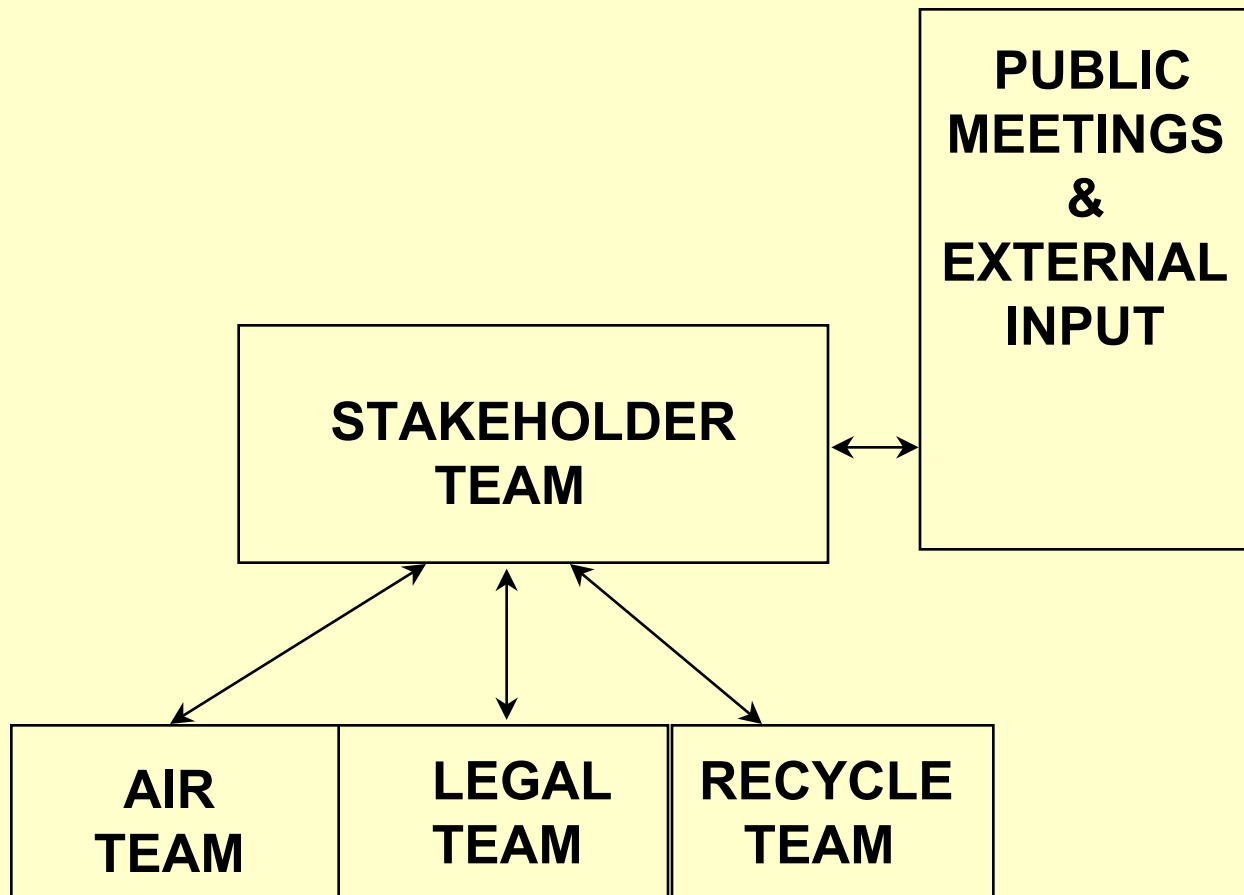 PUBLIC
MEETINGS
&
EXTERNAL
INPUT
STAKEHOLDER
TEAM
AIR
TEAM
LEGAL
TEAM
RECYCLE
TEAM